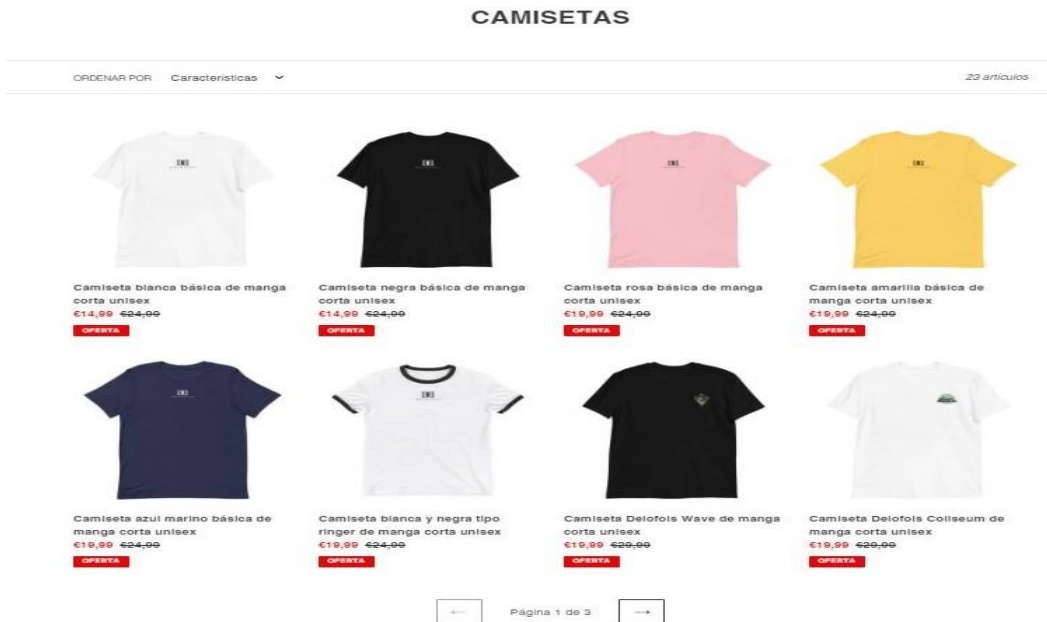 CAMISETAS
ORDENAR POR Características
23 artículos
Camiseta blanca básica de manga
corta unisex
€14,99 €24,99
OFERTA
Camiseta negra básica de manga
corta unisex
€14,99 €24,99
OFERTA
Camiseta rosa básica de manga
corta unisex
€19,99 €24,99
OFERTA
Camiseta amarilla básica de
manga corta unisex
€19,99 €24,99
OFERTA
Camiseta azul marino básica de
manga corta unisex
€19,99 €24,99
OFERTA
Camiseta blanca y negra tipo
ringer de manga corta unisex
€19,99 €24,99
OFERTA
Camiseta Delofois Wave de manga
corta unisex
€19,99 €29,99
OFERTA
Camiseta Delofois Coliseum de
manga corta unisex
€19,99 €29,99
OFERTA
← Página 1 de 3 →